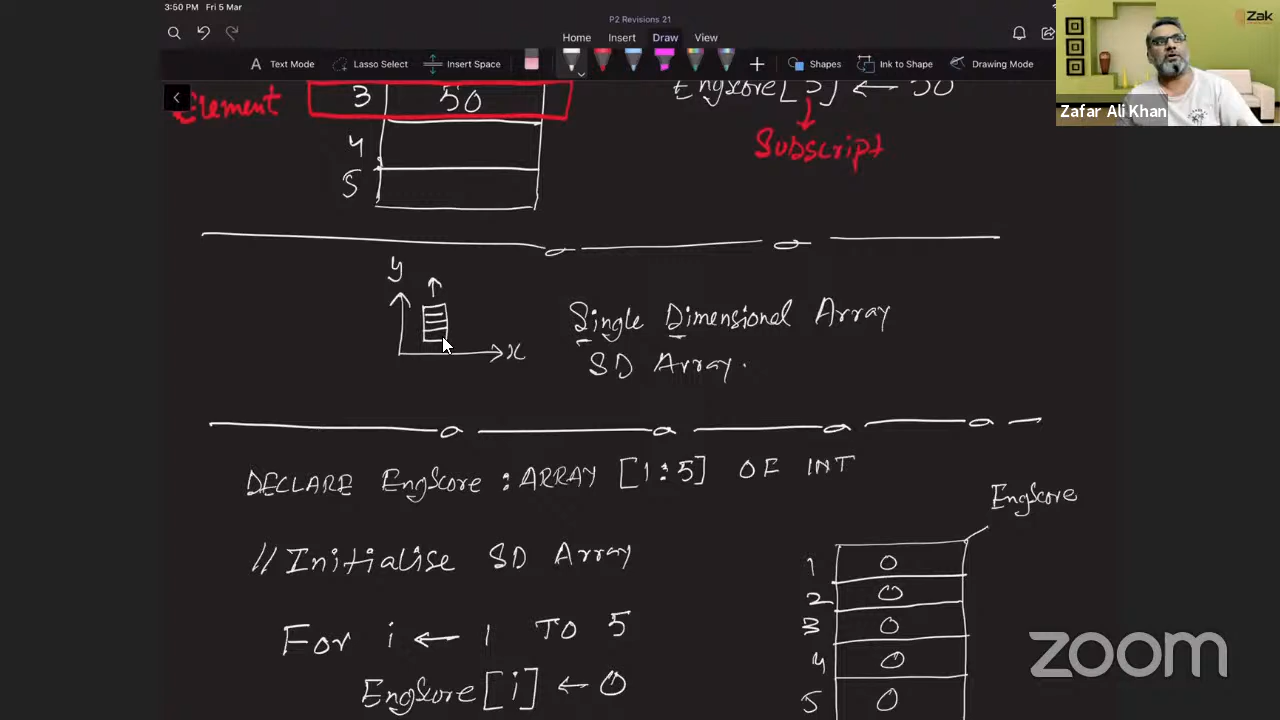 3:50 PM Fri 5 Mar
P2 Revisions 21
Home Insert Draw View
Text Mode Lasso Select Insert Space Shapes Ink to Shape Drawing Mode
Zak
Zafar Ali Khan
Element 3 50
EngScore[3] ← 50
Subscript
4
5
y
x
Single Dimensional Array
SD Array.
DECLARE EngScore : ARRAY [1:5] OF INT
EngScore
// Initialise SD Array
1 0
2 0
For i ← 1 TO 5
3 0
4 0
EngScore[i] ← 0
5 0
zoom